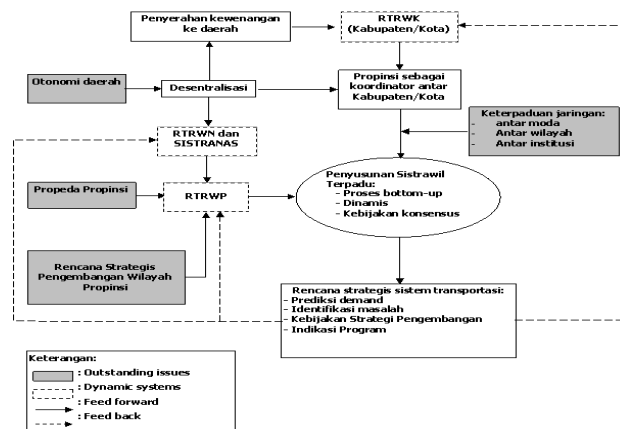 Penyerahan kewenangan
ke daerah
RTRWK
(Kabupaten/Kota)
Otonomi daerah
Desentralisasi
Propinsi sebagai
koordinator antar
Kabupaten/Kota
Keterpaduan jaringan:
- antar moda
- Antar wilayah
- Antar institusi
RTRWN dan
SISTRANAS
Propeda Propinsi
RTRWP
Penyusunan Sistrawil
Terpadu:
- Proses bottom-up
- Dinamis
- Kebijakan konsensus
Rencana Strategis
Pengembangan Wilayah
Propinsi
Rencana strategis sistem transportasi:
- Prediksi demand
- Identifikasi masalah
- Kebijakan Strategi Pengembangan
- Indikasi Program
Keterangan:
: Outstanding issues
: Dynamic systems
: Feed forward
: Feed back